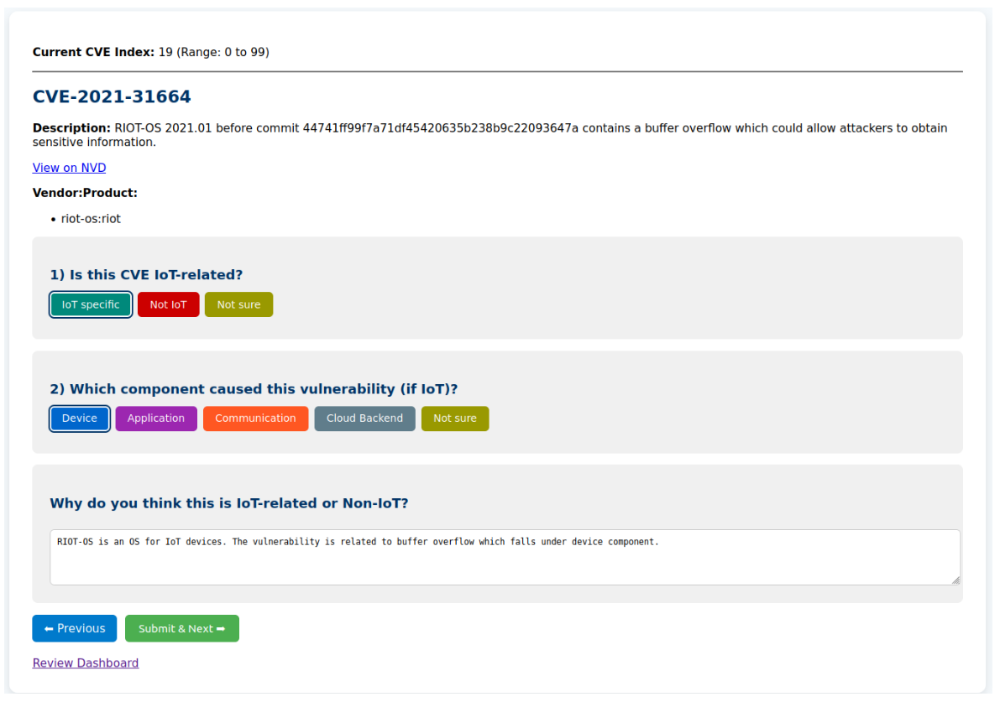 Current CVE Index: 19 (Range: 0 to 99)
CVE-2021-31664
Description: RIOT-OS 2021.01 before commit 44741ff99f7a71df45420635b238b9c22093647a contains a buffer overflow which could allow attackers to obtain
sensitive information.
View on NVD
Vendor:Product:
• riot-os:riot
1) Is this CVE IoT-related?
IoT specific Not IoT Not sure
2) Which component caused this vulnerability (if IoT)?
Device Application Communication Cloud Backend Not sure
Why do you think this is IoT-related or Non-IoT?
RIOT-OS is an OS for IoT devices. The vulnerability is related to buffer overflow which falls under device component.
⬅ Previous Submit & Next ➡
Review Dashboard